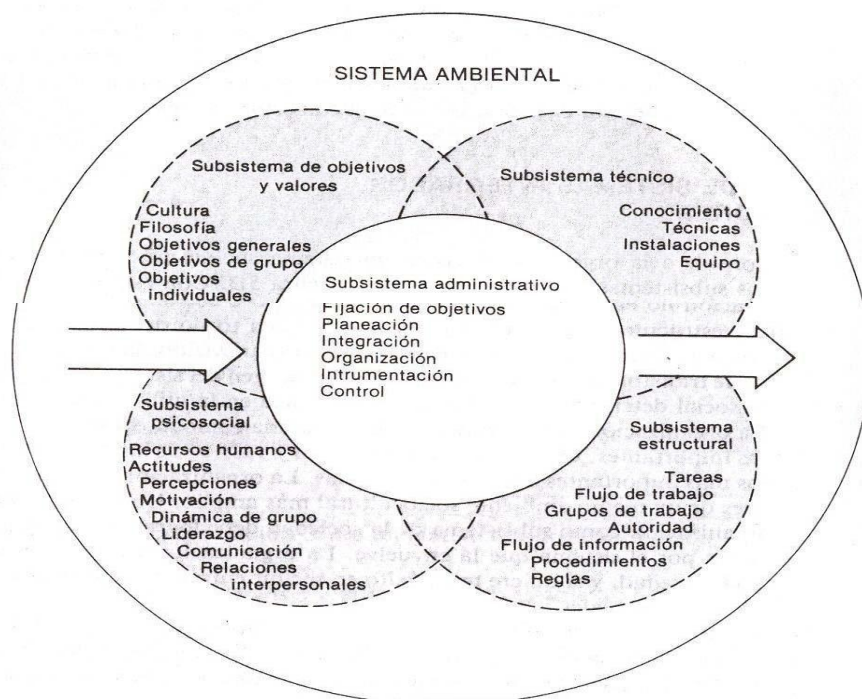 SISTEMA AMBIENTAL
Subsistema de objetivos
y valores
Cultura
Filosofía
Objetivos generales
Objetivos de grupo
Objetivos
individuales
Subsistema técnico
Conocimiento
Técnicas
Instalaciones
Equipo
Subsistema administrativo
Fijación de objetivos
Planeación
Integración
Organización
Intrumentación
Control
Subsistema
psicosocial
Recursos humanos
Actitudes
Percepciones
Motivación
Dinámica de grupo
Liderazgo
Comunicación
Relaciones
interpersonales
Subsistema
estructural
Tareas
Flujo de trabajo
Grupos de trabajo
Autoridad
Flujo de información
Procedimientos
Reglas